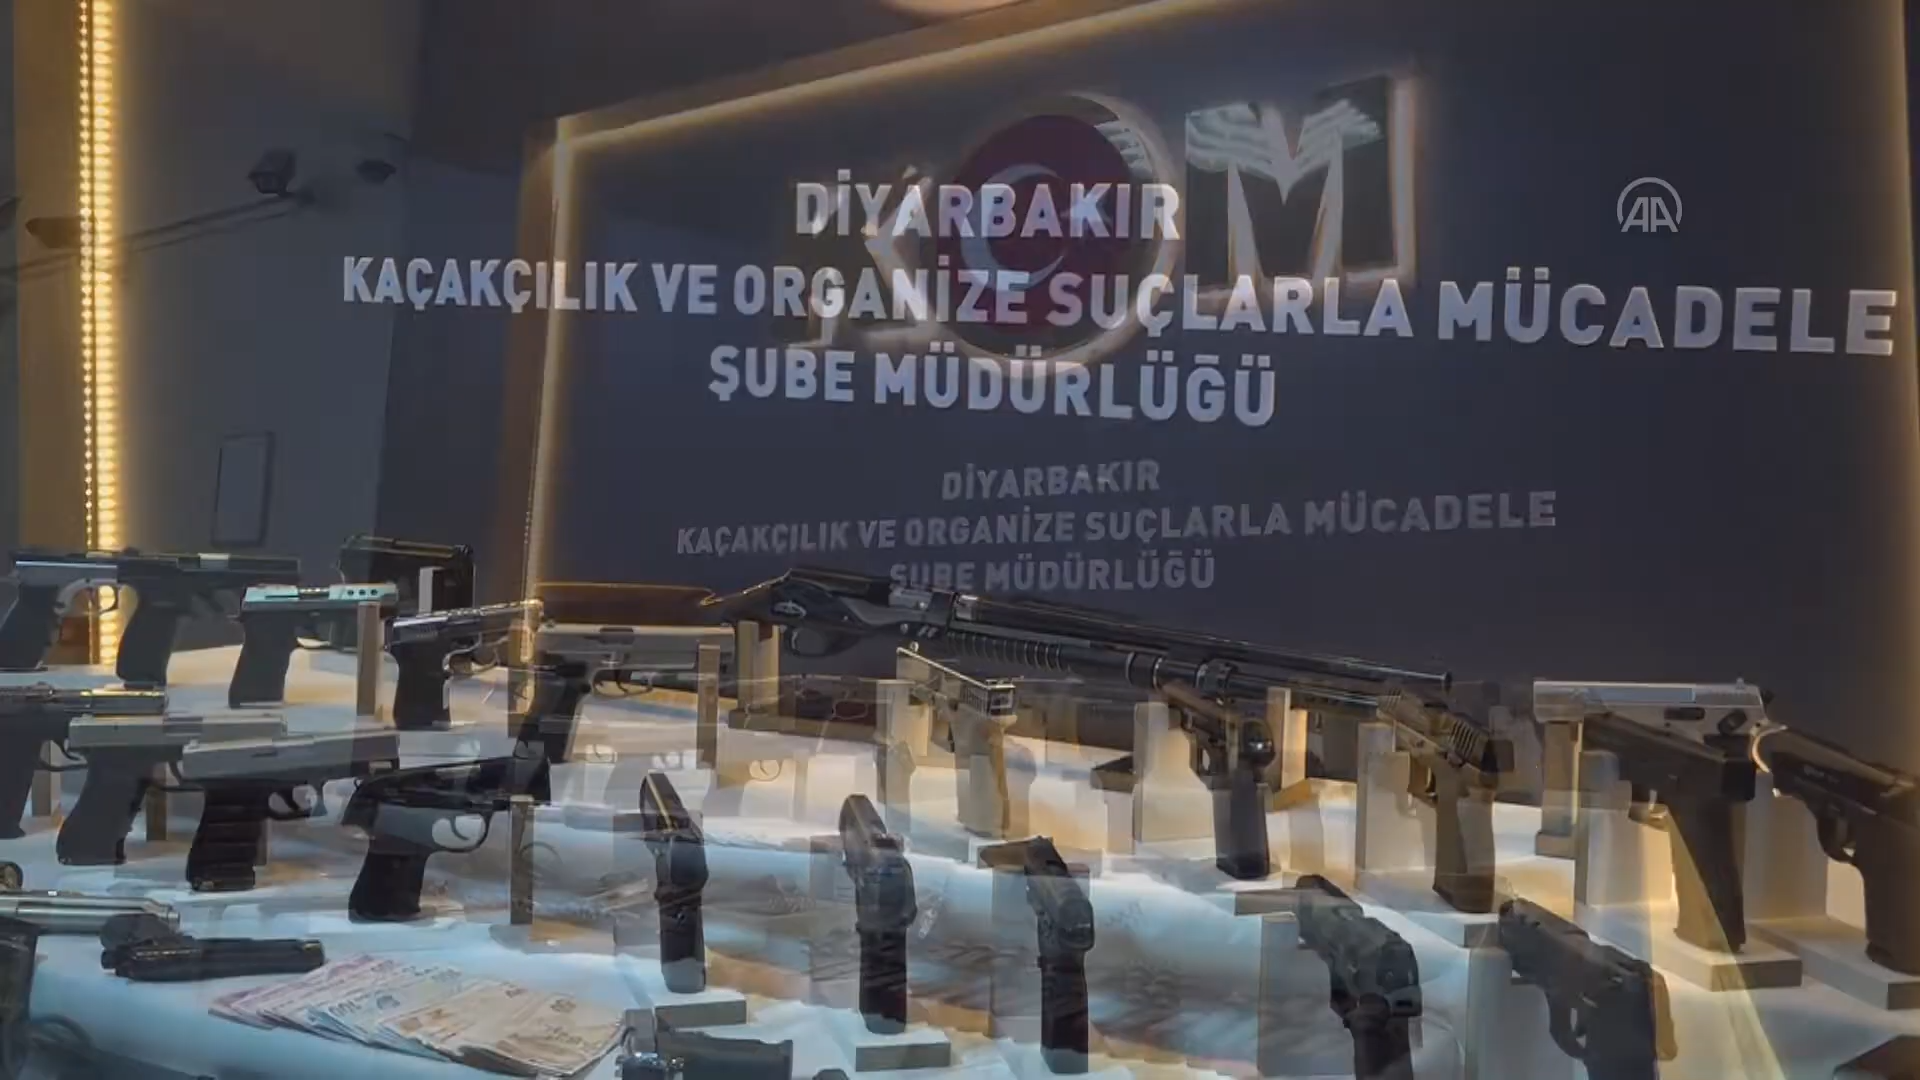 KOM
AA
DİYARBAKIR
KAÇAKÇILIK VE ORGANİZE SUÇLARLA MÜCADELE
ŞUBE MÜDÜRLÜĞÜ
DİYARBAKIR
KAÇAKÇILIK VE ORGANİZE SUÇLARLA MÜCADELE
ŞUBE MÜDÜRLÜĞÜ